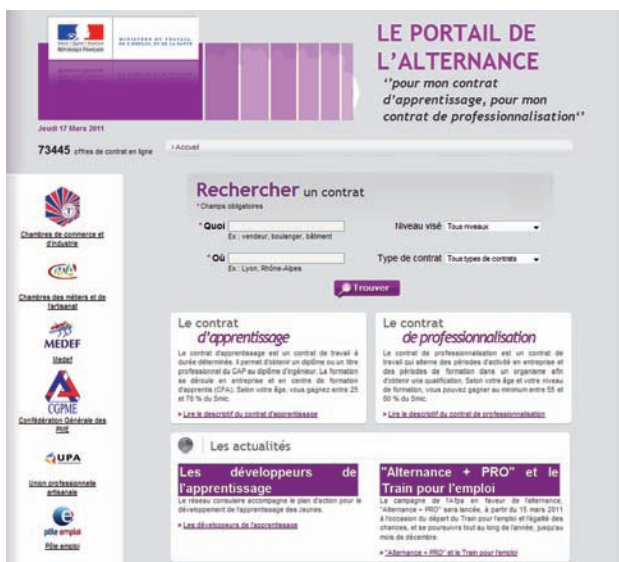 MINISTÈRE DU TRAVAIL,
DE L'EMPLOI ET DE LA SANTÉ
Liberté • Égalité • Fraternité
RÉPUBLIQUE FRANÇAISE
LE PORTAIL DE
L'ALTERNANCE
‘’pour mon contrat
d'apprentissage, pour mon
contrat de professionnalisation‘’
Jeudi 17 Mars 2011
73445 offres de contrat en ligne
> Accueil
Rechercher un contrat
* Champs obligatoires
* Quoi
Ex : vendeur, boulanger, bâtiment
Niveau visé Tous niveaux
* Où
Ex : Lyon, Rhône-Alpes
Type de contrat Tous types de contrats
Trouver
Chambres de commerce et
d'industrie
Chambres des métiers et de
l'artisanat
MEDEF
Medef
CGPME
Confédération Générale des
PME
UPA
Union professionnelle
artisanale
pôle emploi
Pôle emploi
Le contrat
d'apprentissage
Le contrat d'apprentissage est un contrat de travail à
durée déterminée. Il permet d'obtenir un diplôme ou un titre
professionnel du CAP au diplôme d'ingénieur. La formation
se déroule en entreprise et en centre de formation
d'apprentis (CFA). Selon votre âge, vous gagnez entre 25
et 78 % du Smic.
» Lire le descriptif du contrat d'apprentissage
Le contrat
de professionnalisation
Le contrat de professionnalisation est un contrat de
travail qui alterne des périodes d'activité en entreprise et
des périodes de formation dans un organisme afin
d'obtenir une qualification. Selon votre âge et votre niveau
de formation, vous pouvez gagner au minimum entre 55 et
80 % du Smic.
» Lire le descriptif du contrat de professionnalisation
Les actualités
Les développeurs de
l'apprentissage
Le réseau consulaire accompagne le plan d'action pour le
développement de l'apprentissage des Jeunes.
» Les développeurs de l'apprentissage
"Alternance + PRO" et le
Train pour l'emploi
La campagne de l'Afpa en faveur de l'alternance,
"Alternance + PRO" sera lancée, à partir du 15 mars 2011
à l'occasion du départ du Train pour l'emploi et l'égalité des
chances, et se poursuivra tout au long de l'année, jusqu'au
mois de décembre.
» "Alternance + PRO" et le Train pour l'emploi